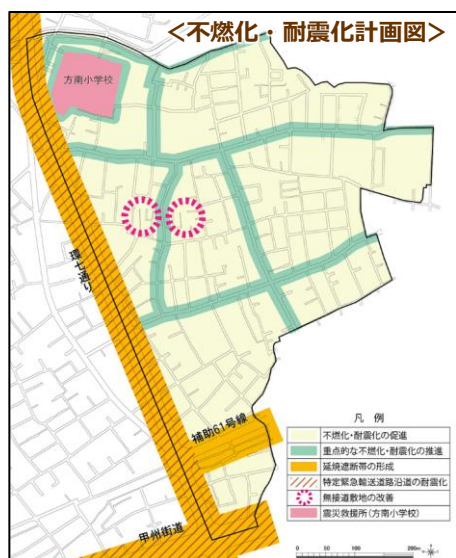 <不燃化・耐震化計画図>
方南小学校
環七通り
補助61号線
甲州街道
凡例
不燃化・耐震化の促進
重点的な不燃化・耐震化の推進
延焼遮断帯の形成
特定緊急輸送道路沿道の耐震化
無接道敷地の改善
震災救援所(方南小学校)
0 50 100 200m